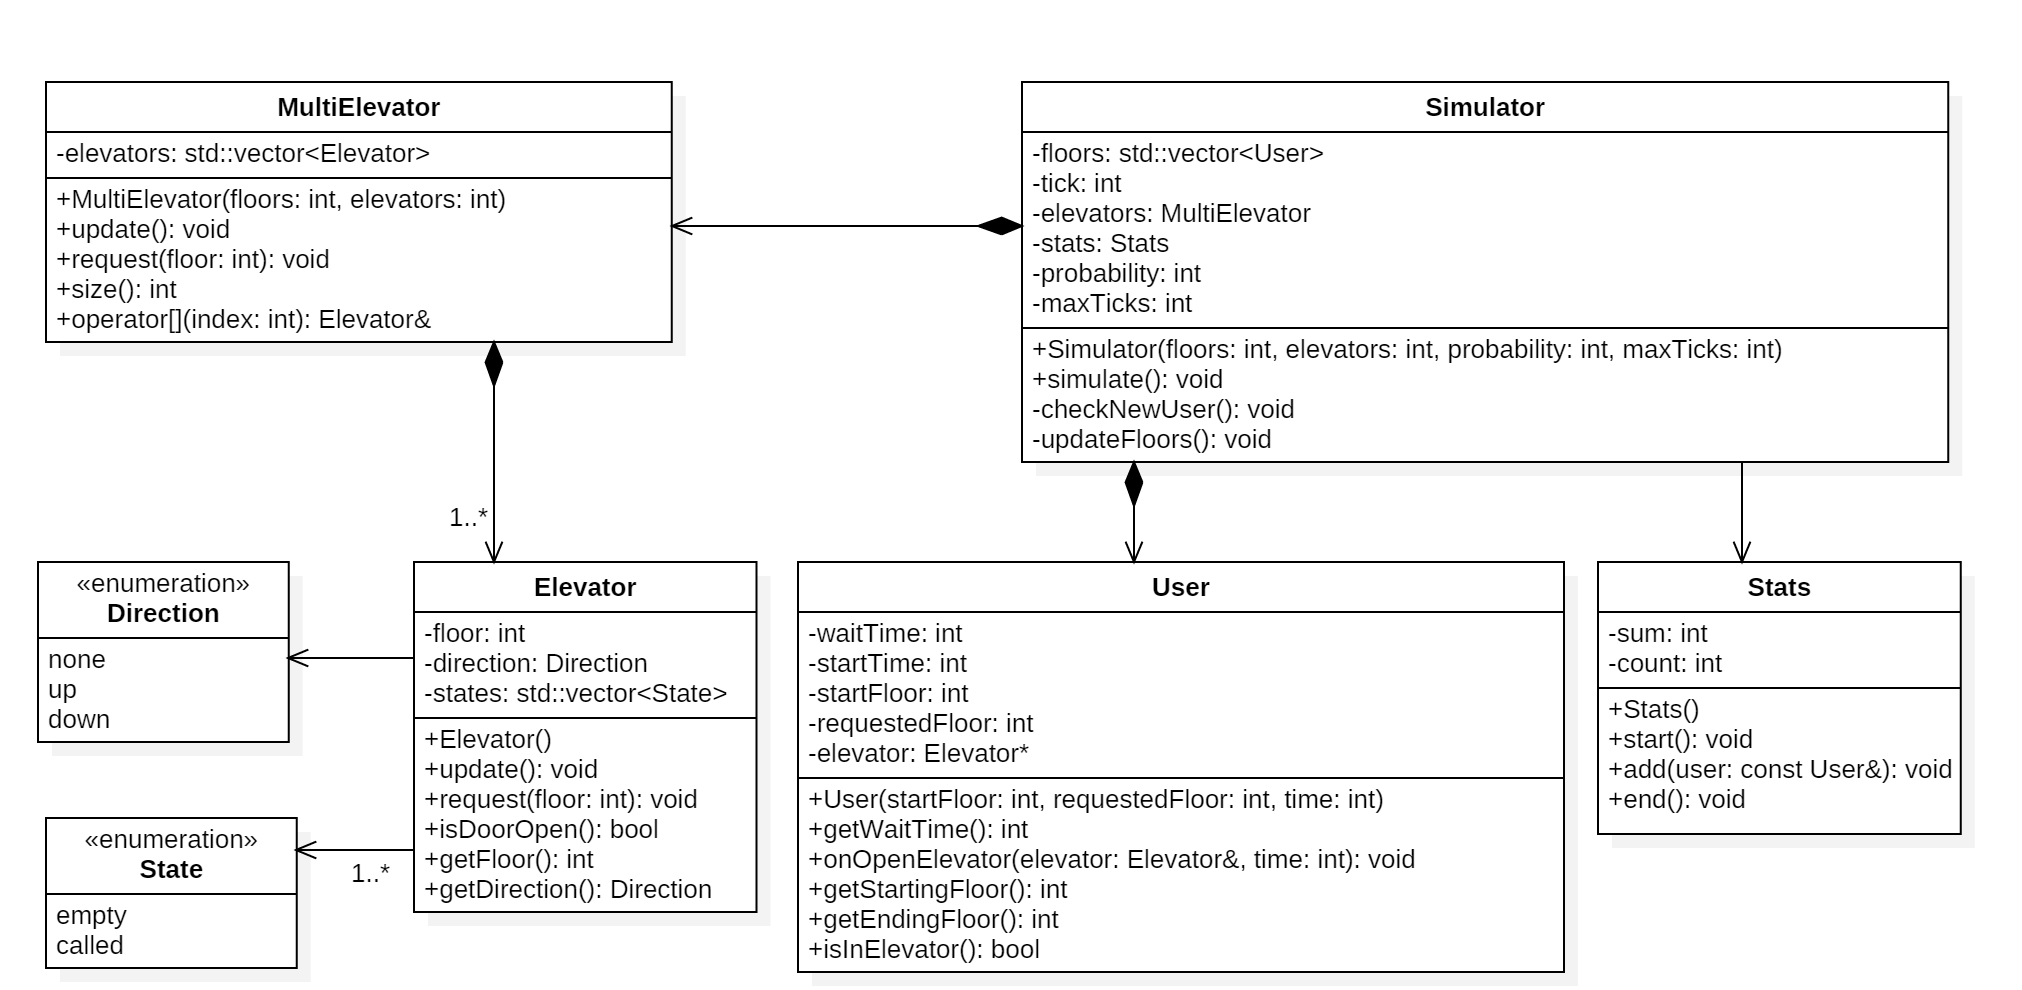 MultiElevator
-elevators: std::vector<Elevator>
+MultiElevator(floors: int, elevators: int)
+update(): void
+request(floor: int): void
+size(): int
+operator[](index: int): Elevator&
Simulator
-floors: std::vector<User>
-tick: int
-elevators: MultiElevator
-stats: Stats
-probability: int
-maxTicks: int
+Simulator(floors: int, elevators: int, probability: int, maxTicks: int)
+simulate(): void
-checkNewUser(): void
-updateFloors(): void
1..*
«enumeration»
Direction
none
up
down
«enumeration»
State
empty
called
1..*
Elevator
-floor: int
-direction: Direction
-states: std::vector<State>
+Elevator()
+update(): void
+request(floor: int): void
+isDoorOpen(): bool
+getFloor(): int
+getDirection(): Direction
User
-waitTime: int
-startTime: int
-startFloor: int
-requestedFloor: int
-elevator: Elevator*
+User(startFloor: int, requestedFloor: int, time: int)
+getWaitTime(): int
+onOpenElevator(elevator: Elevator&, time: int): void
+getStartingFloor(): int
+getEndingFloor(): int
+isInElevator(): bool
Stats
-sum: int
-count: int
+Stats()
+start(): void
+add(user: const User&): void
+end(): void